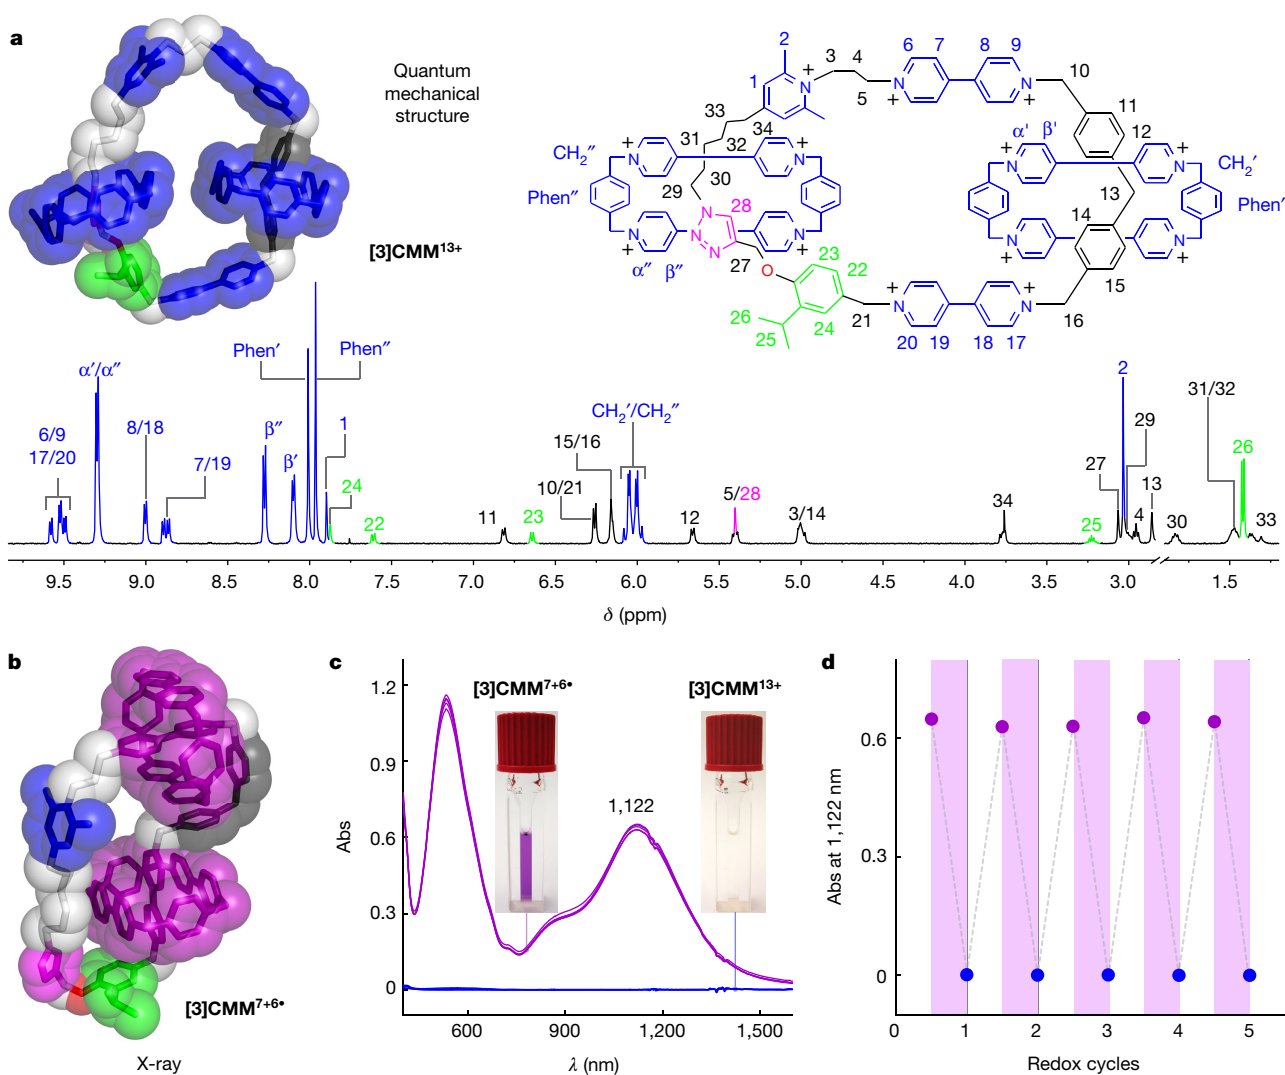 a
Quantum
mechanical
structure
[3]CMM13+
2
3
4
6
7
8
9
1
N
+
5
N
+
N
+
10
33
34
11
31
32
α′
β′
12
CH2″
+
N
+
N
30
+
N
+
N
CH2′
Phen″
29
13
Phen′
N
28
14
+
N
N
N
N
+
+
N
N
+
α″
β″
27
O
23
22
15
26
25
24
21
+
N
N
+
16
20
19
18
17
Phen′
Phen″
α′/α″
2
31/32
6/9
17/20
8/18
7/19
β″
β′
1
24
22
11
23
15/16
10/21
CH2′/CH2″
12
5/28
3/14
34
25
27
29
4
13
30
26
33
9.5
9.0
8.5
8.0
7.5
7.0
6.5
6.0
5.5
5.0
4.5
4.0
3.5
3.0
1.5
δ (ppm)
b
[3]CMM7+6•
X-ray
c
[3]CMM7+6•
[3]CMM13+
1,122
1.2
0.9
0.6
0.3
0
Abs
600
900
1,200
1,500
λ (nm)
d
0.6
0.3
0
Abs at 1,122 nm
0
1
2
3
4
5
Redox cycles